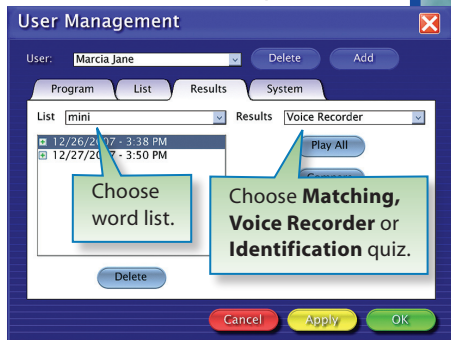 User Management
User: Marcia Jane Delete Add
Program List Results System
List mini Results Voice Recorder
12/26/2007 - 3:38 PM
12/27/2007 - 3:50 PM
Play All
Choose
word list.
Choose Matching,
Voice Recorder or
Identification quiz.
Delete
Cancel Apply OK